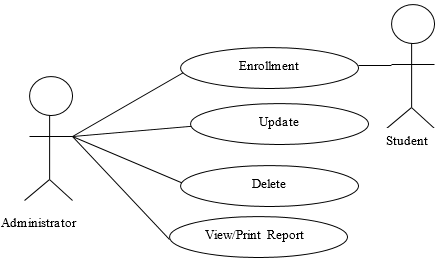 Enrollment
Update
Student
Delete
Administrator
View/Print Report